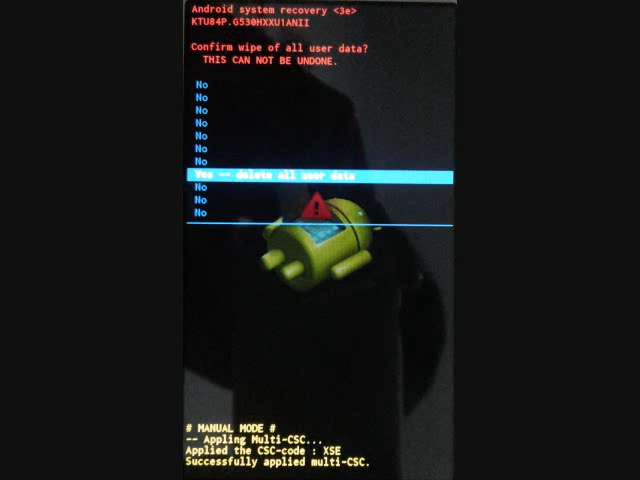 Android system recovery <3e>
KTU84P.G530HXXU1ANII
Confirm wipe of all user data?
THIS CAN NOT BE UNDONE.
No
No
No
No
No
No
No
Yes -- delete all user data
No
No
No
# MANUAL MODE #
-- Appling Multi-CSC...
Applied the CSC-code : XSE
Successfully applied multi-CSC.